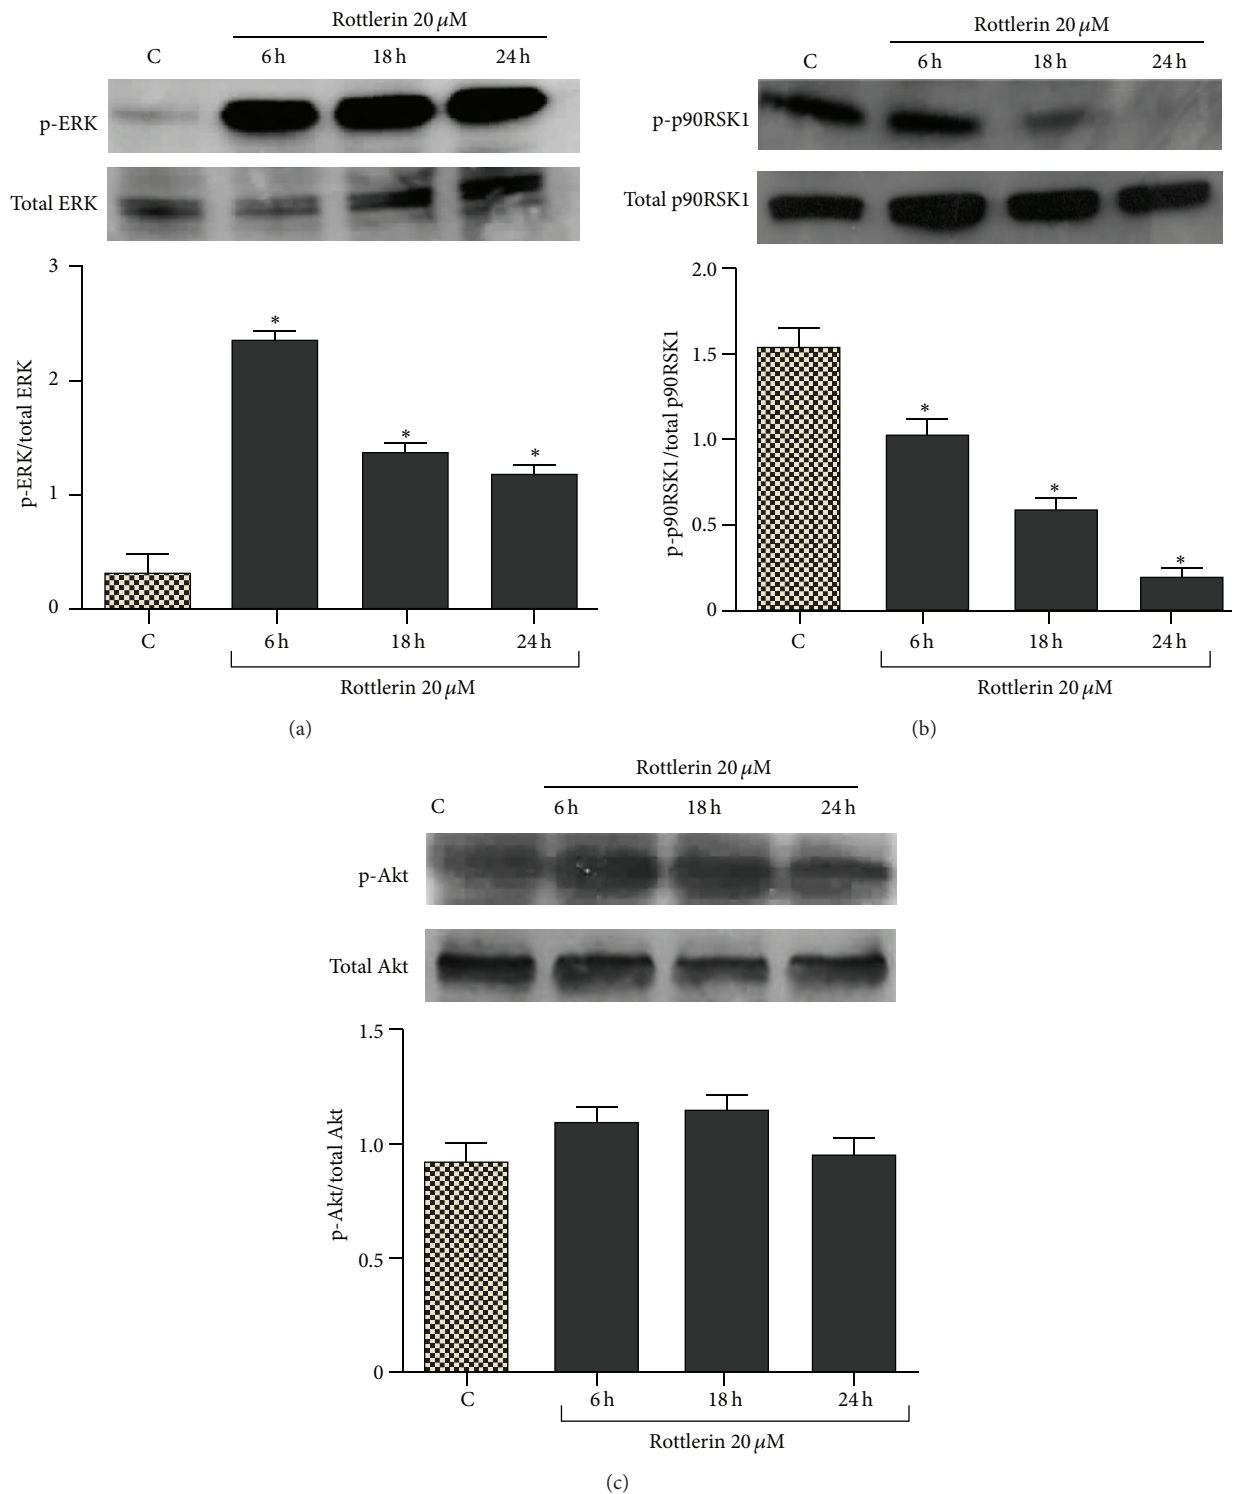 Rottlerin 20 μM
C 6 h 18 h 24 h
p-ERK
Total ERK
3
2
1
0
p-ERK/total ERK
* * *
C 6 h 18 h 24 h
Rottlerin 20 μM
(a)
Rottlerin 20 μM
C 6 h 18 h 24 h
p-p90RSK1
Total p90RSK1
2.0
1.5
1.0
0.5
0
p-p90RSK1/total p90RSK1
* * *
C 6 h 18 h 24 h
Rottlerin 20 μM
(b)
Rottlerin 20 μM
C 6 h 18 h 24 h
p-Akt
Total Akt
1.5
1.0
0.5
0
p-Akt/total Akt
C 6 h 18 h 24 h
Rottlerin 20 μM
(c)